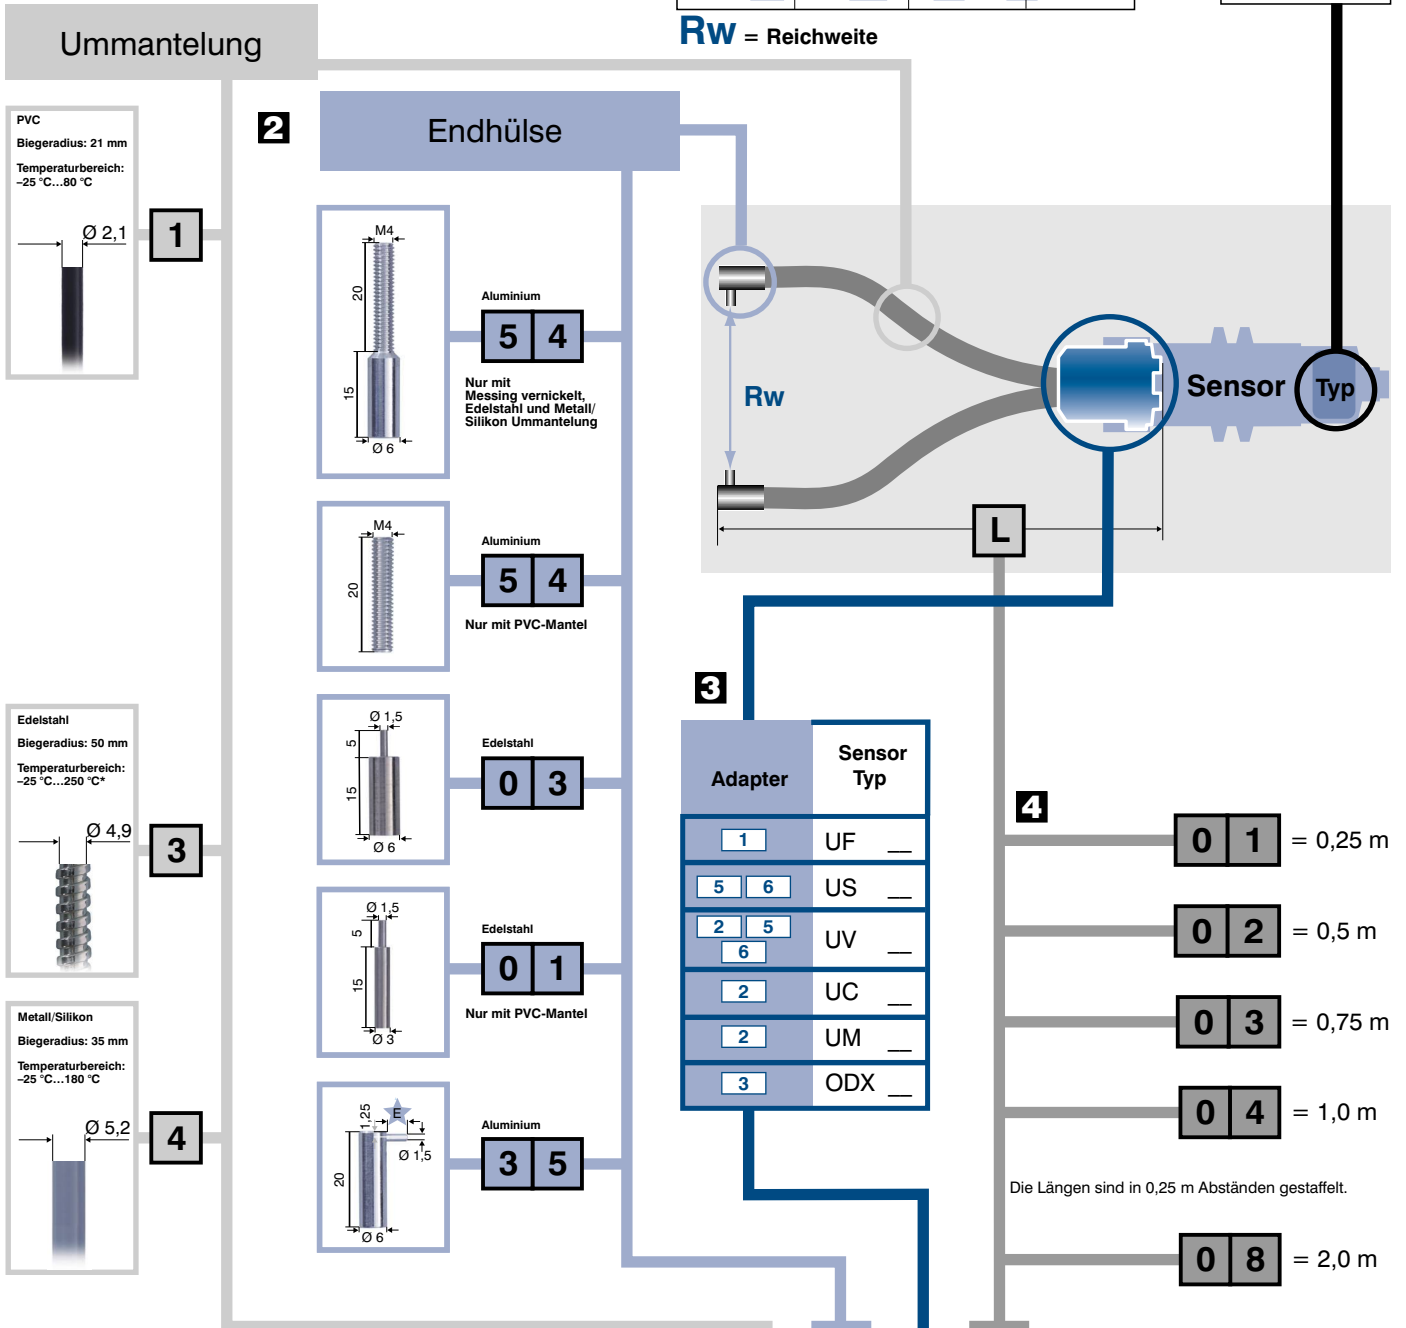 Rw = Reichweite
Ummantelung
PVC
Biegeradius: 21 mm
Temperaturbereich:
–25 °C...80 °C
Ø 2,1
1
2
Endhülse
M4
20
15
Ø 6
Aluminium
5 4
Nur mit
Messing vernickelt,
Edelstahl und Metall/
Silikon Ummantelung
M4
20
Aluminium
5 4
Nur mit PVC-Mantel
Rw
Sensor
Typ
L
Edelstahl
Biegeradius: 50 mm
Temperaturbereich:
–25 °C...250 °C*
Ø 4,9
3
Ø 1,5
5
15
Ø 6
Edelstahl
0 3
Ø 1,5
5
15
Ø 3
Edelstahl
0 1
Nur mit PVC-Mantel
Metall/Silikon
Biegeradius: 35 mm
Temperaturbereich:
–25 °C...180 °C
Ø 5,2
4
1,25
E
Ø 1,5
20
Ø 6
Aluminium
3 5
3
Adapter
Sensor
Typ
1 UF __
5 6 US __
2 5
6
UV __
2 UC __
2 UM __
3 ODX __
4
0 1 = 0,25 m
0 2 = 0,5 m
0 3 = 0,75 m
0 4 = 1,0 m
Die Längen sind in 0,25 m Abständen gestaffelt.
0 8 = 2,0 m